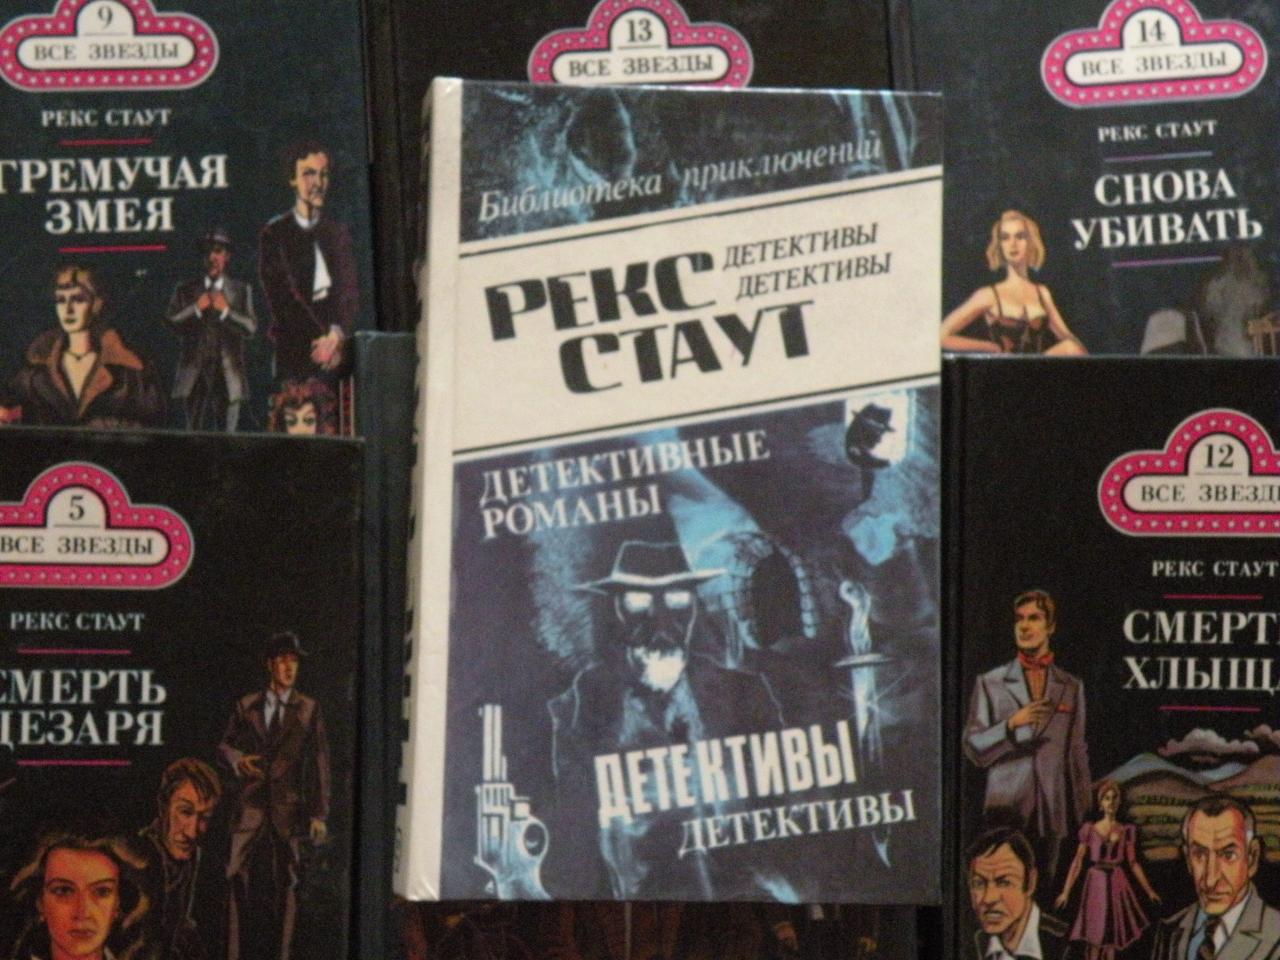 9
ВСЕ ЗВЕЗДЫ
РЕКС СТАУТ
ГРЕМУЧАЯ
ЗМЕЯ
13
ВСЕ ЗВЕЗДЫ
14
ВСЕ ЗВЕЗДЫ
РЕКС СТАУТ
СНОВА
УБИВАТЬ
Библиотека приключений
РЕКС
СТАУТ
ДЕТЕКТИВЫ
ДЕТЕКТИВЫ
ДЕТЕКТИВНЫЕ
РОМАНЫ
ДЕТЕКТИВЫ
ДЕТЕКТИВЫ
5
ВСЕ ЗВЕЗДЫ
РЕКС СТАУТ
СМЕРТЬ
ЦЕЗАРЯ
12
ВСЕ ЗВЕЗДЫ
РЕКС СТАУТ
СМЕРТЬ
ХЛЫЩА